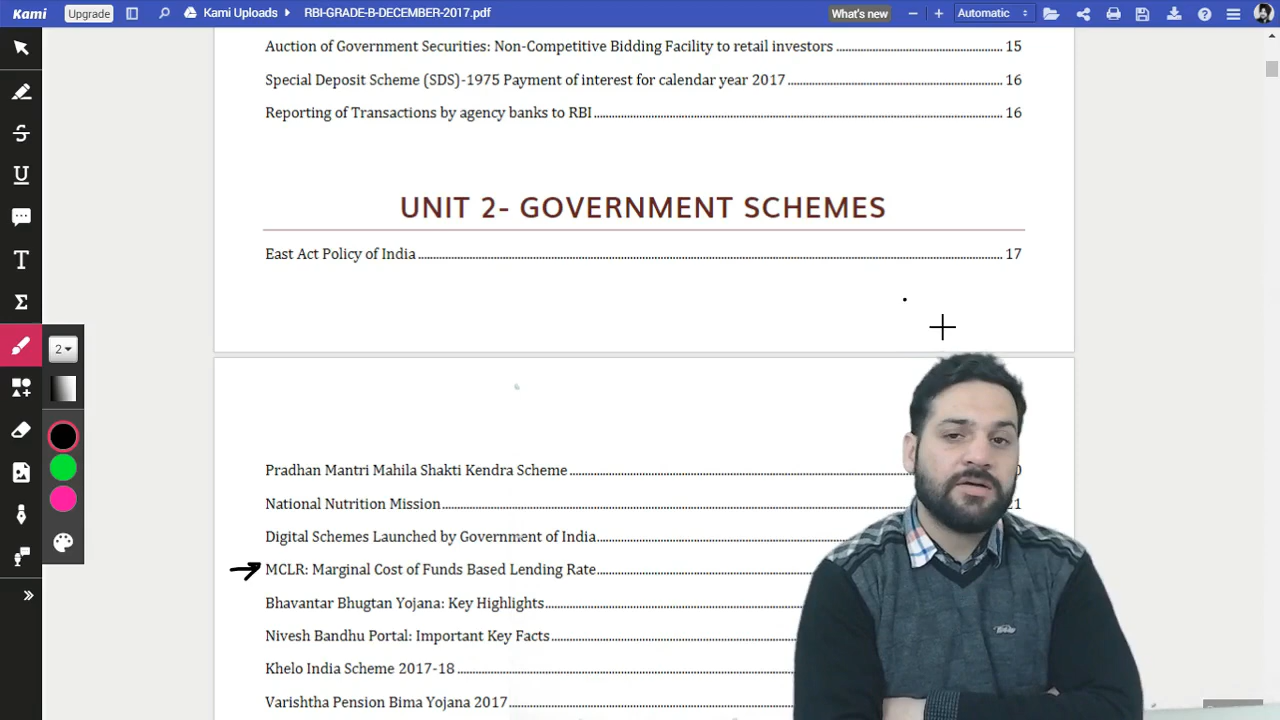 Kami
Upgrade
Kami Uploads
RBI-GRADE-B-DECEMBER-2017.pdf
What's new
Automatic
Auction of Government Securities: Non-Competitive Bidding Facility to retail investors 15
Special Deposit Scheme (SDS)-1975 Payment of interest for calendar year 2017 16
Reporting of Transactions by agency banks to RBI 16
UNIT 2- GOVERNMENT SCHEMES
East Act Policy of India 17
2
Pradhan Mantri Mahila Shakti Kendra Scheme
National Nutrition Mission 21
Digital Schemes Launched by Government of India
MCLR: Marginal Cost of Funds Based Lending Rate
Bhavantar Bhugtan Yojana: Key Highlights
Nivesh Bandhu Portal: Important Key Facts
Khelo India Scheme 2017-18
Varishtha Pension Bima Yojana 2017